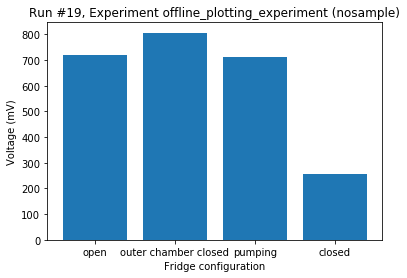 Run #19, Experiment offline_plotting_experiment (nosample)
Voltage (mV)
800
700
600
500
400
300
200
100
0
open outer chamber closed pumping closed
Fridge configuration